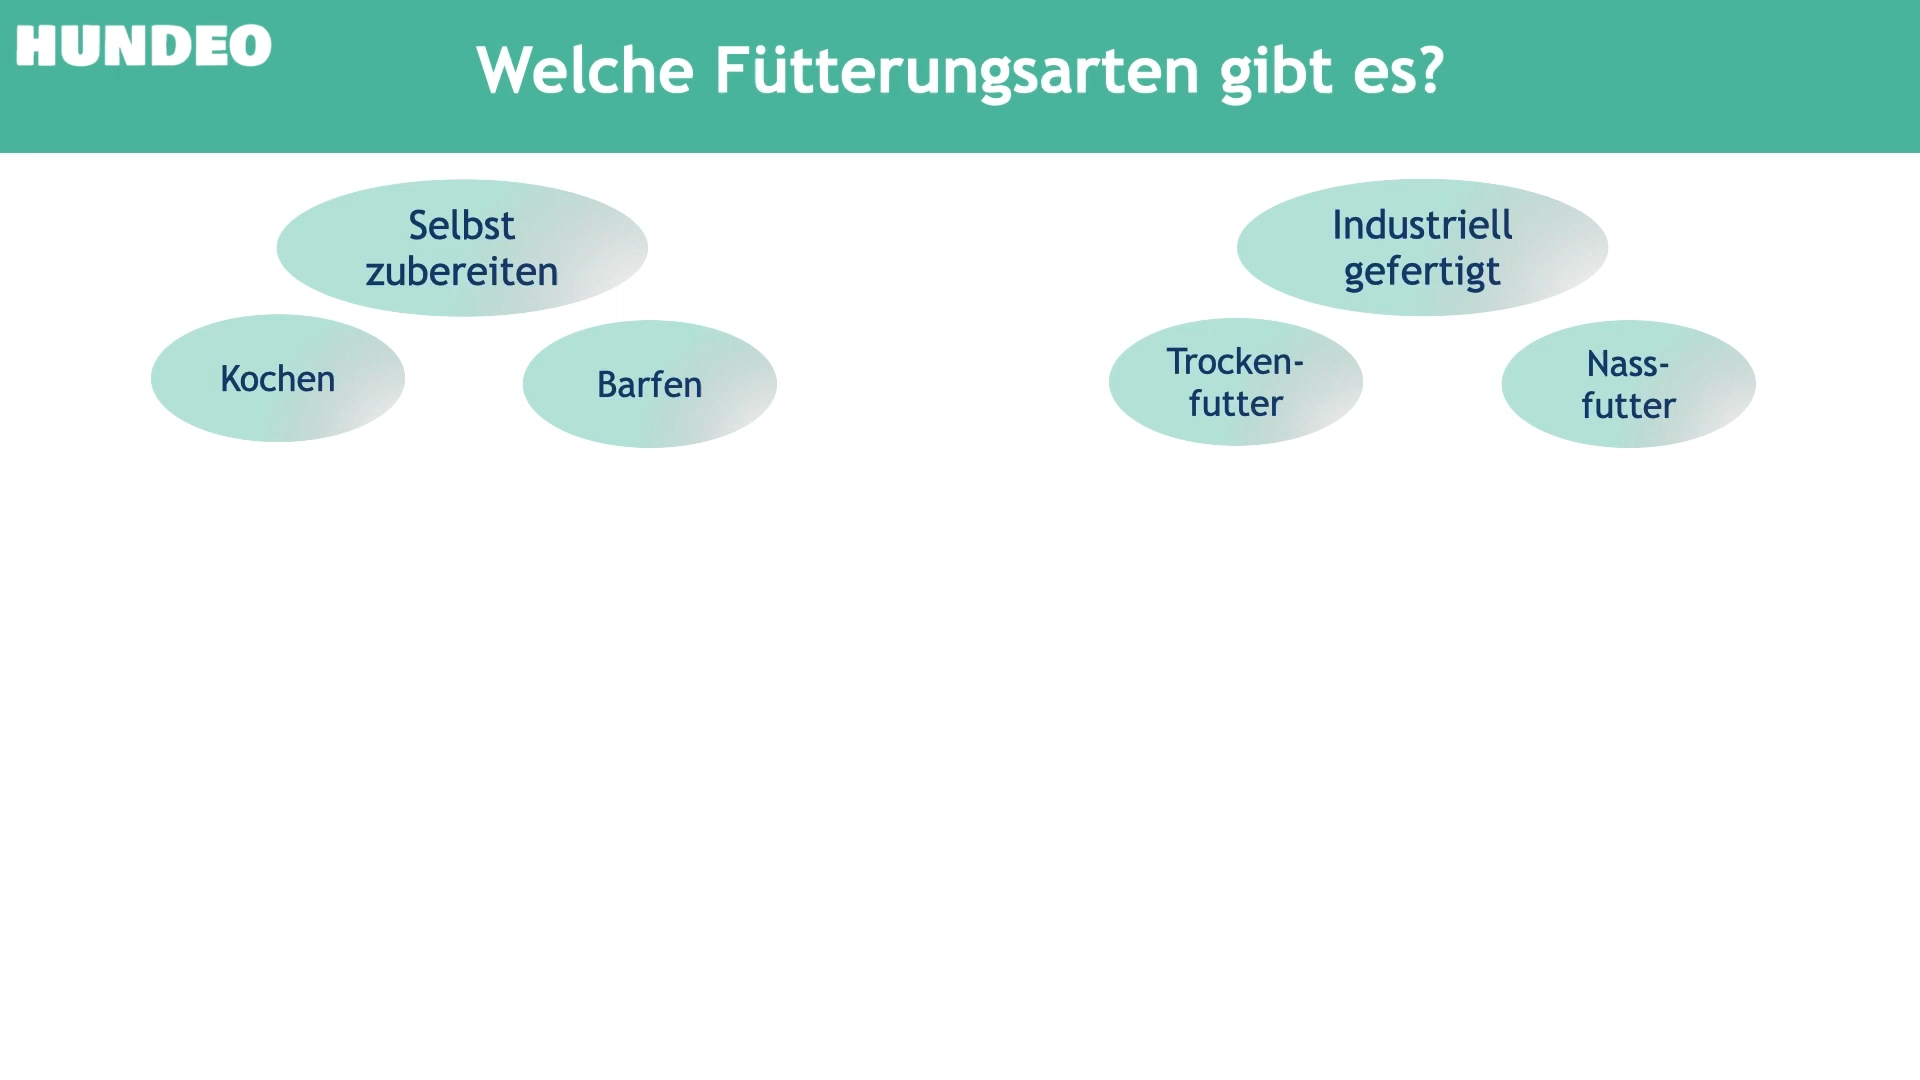 HUNDEO
Welche Fütterungsarten gibt es?
Selbst
zubereiten
Kochen
Barfen
Industriell
gefertigt
Trocken-
futter
Nass-
futter